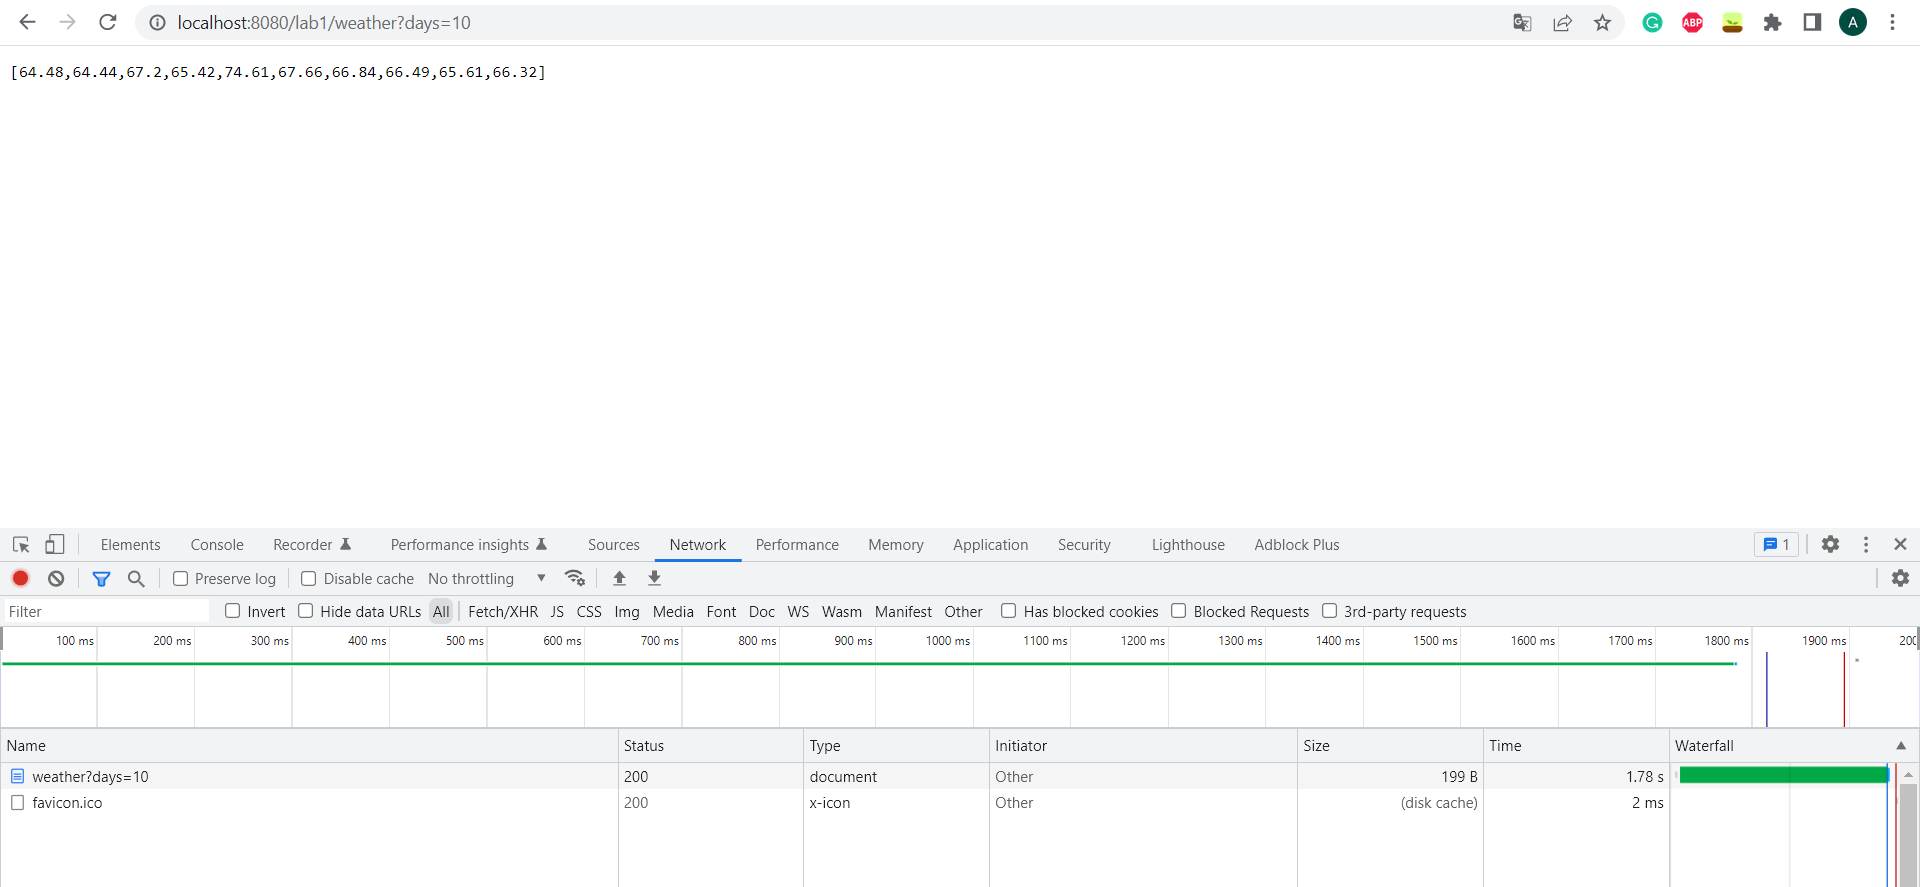 localhost:8080/lab1/weather?days=10
ABP
A
[64.48,64.44,67.2,65.42,74.61,67.66,66.84,66.49,65.61,66.32]
Elements Console Recorder Performance insights Sources Network Performance Memory Application Security Lighthouse Adblock Plus 1
Preserve log Disable cache No throttling
Filter Invert Hide data URLs All Fetch/XHR JS CSS Img Media Font Doc WS Wasm Manifest Other Has blocked cookies Blocked Requests 3rd-party requests
100 ms 200 ms 300 ms 400 ms 500 ms 600 ms 700 ms 800 ms 900 ms 1000 ms 1100 ms 1200 ms 1300 ms 1400 ms 1500 ms 1600 ms 1700 ms 1800 ms 1900 ms 200
Name Status Type Initiator Size Time Waterfall
weather?days=10 200 document Other 199 B 1.78 s
favicon.ico 200 x-icon Other (disk cache) 2 ms